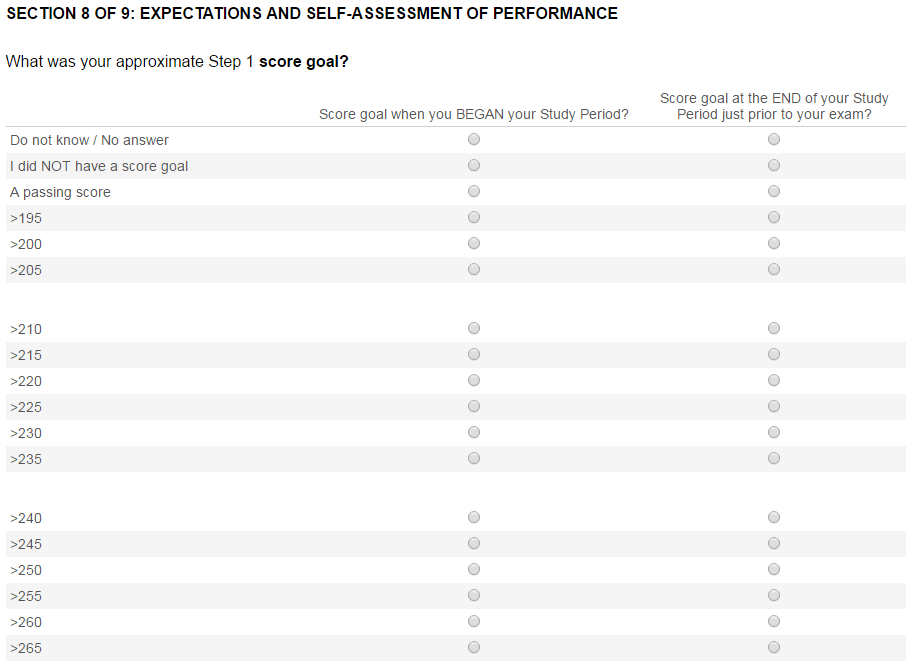 SECTION 8 OF 9: EXPECTATIONS AND SELF-ASSESSMENT OF PERFORMANCE
What was your approximate Step 1 score goal?
Score goal when you BEGAN your Study Period?
Score goal at the END of your Study
Period just prior to your exam?
Do not know / No answer
I did NOT have a score goal
A passing score
>195
>200
>205
>210
>215
>220
>225
>230
>235
>240
>245
>250
>255
>260
>265